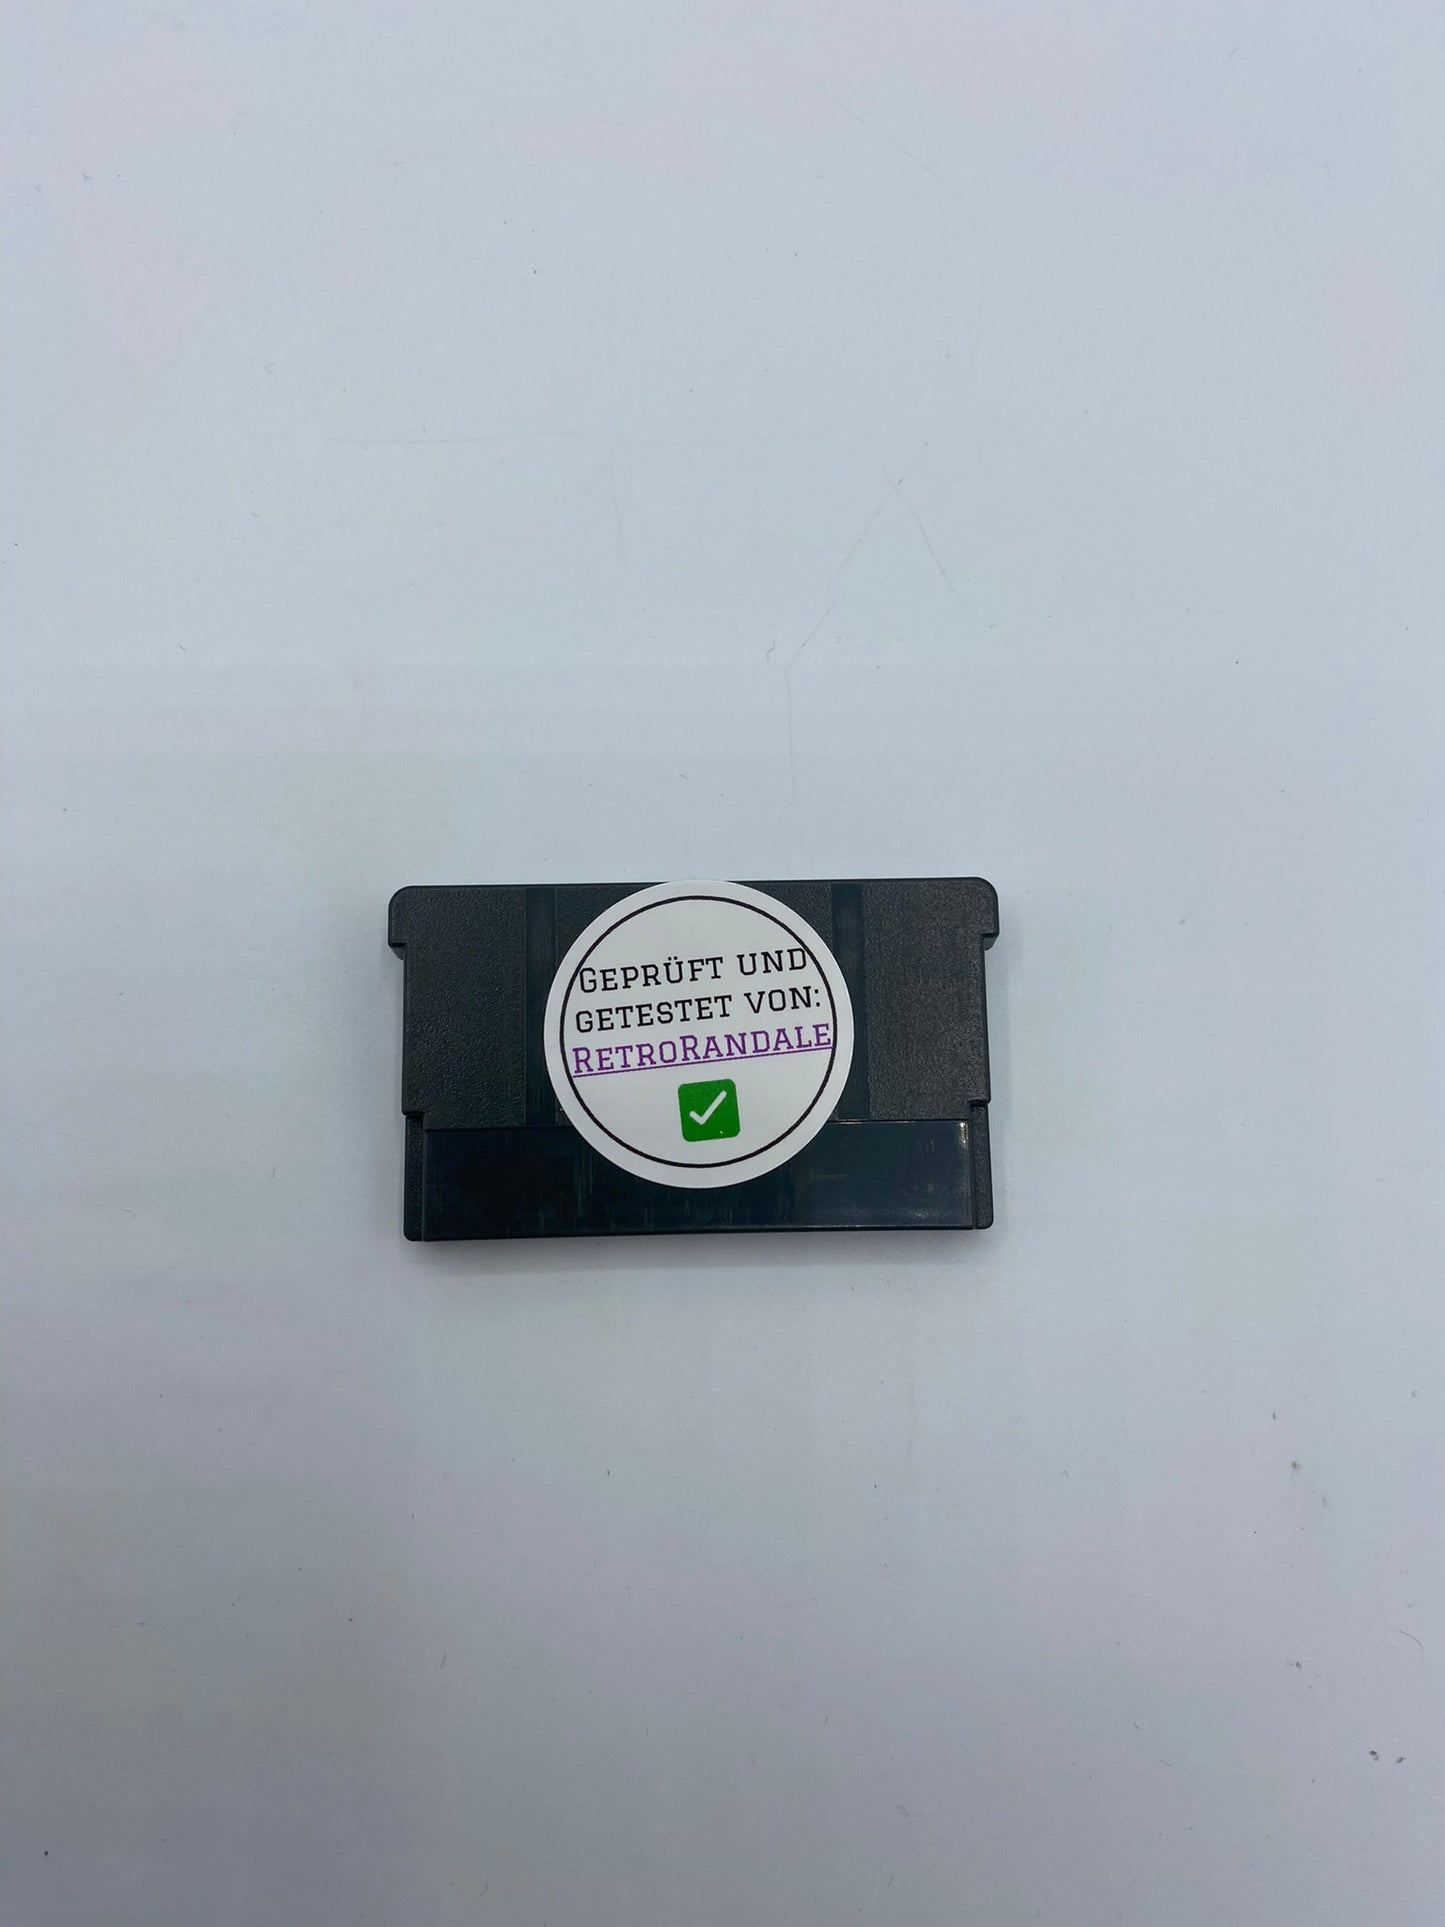 Geprüft und
getestet von:
RetroRandale